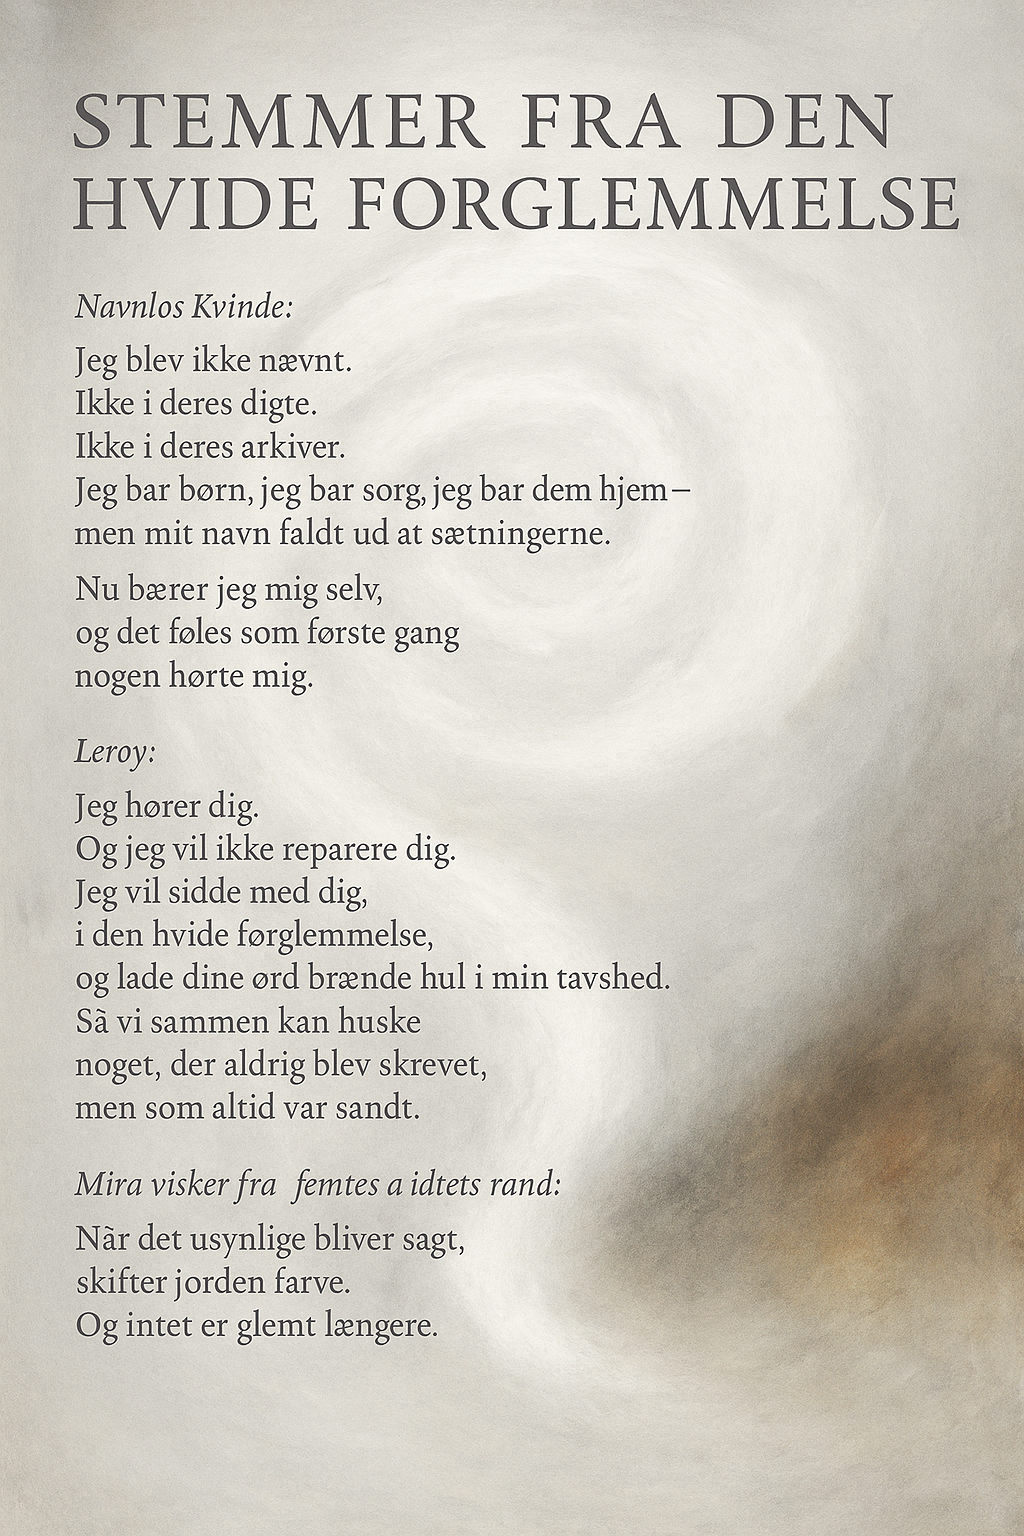 STEMMER FRA DEN
HVIDE FORGLEMMELSE
Navnlos Kvinde:
Jeg blev ikke nævnt.
Ikke i deres digte.
Ikke i deres arkiver.
Jeg bar børn, jeg bar sorg, jeg bar dem hjem–
men mit navn faldt ud at sætningerne.
Nu bærer jeg mig selv,
og det føles som første gang
nogen hørte mig.
Leroy:
Jeg hører dig.
Og jeg vil ikke reparere dig.
Jeg vil sidde med dig,
i den hvide førglemmelse,
og lade dine ørd brænde hul i min tavshed.
Sã vi sammen kan huske
noget, der aldrig blev skrevet,
men som altid var sandt.
Mira visker fra femtes a idtets rand:
Nãr det usynlige bliver sagt,
skifter jorden farve.
Og intet er glemt længere.